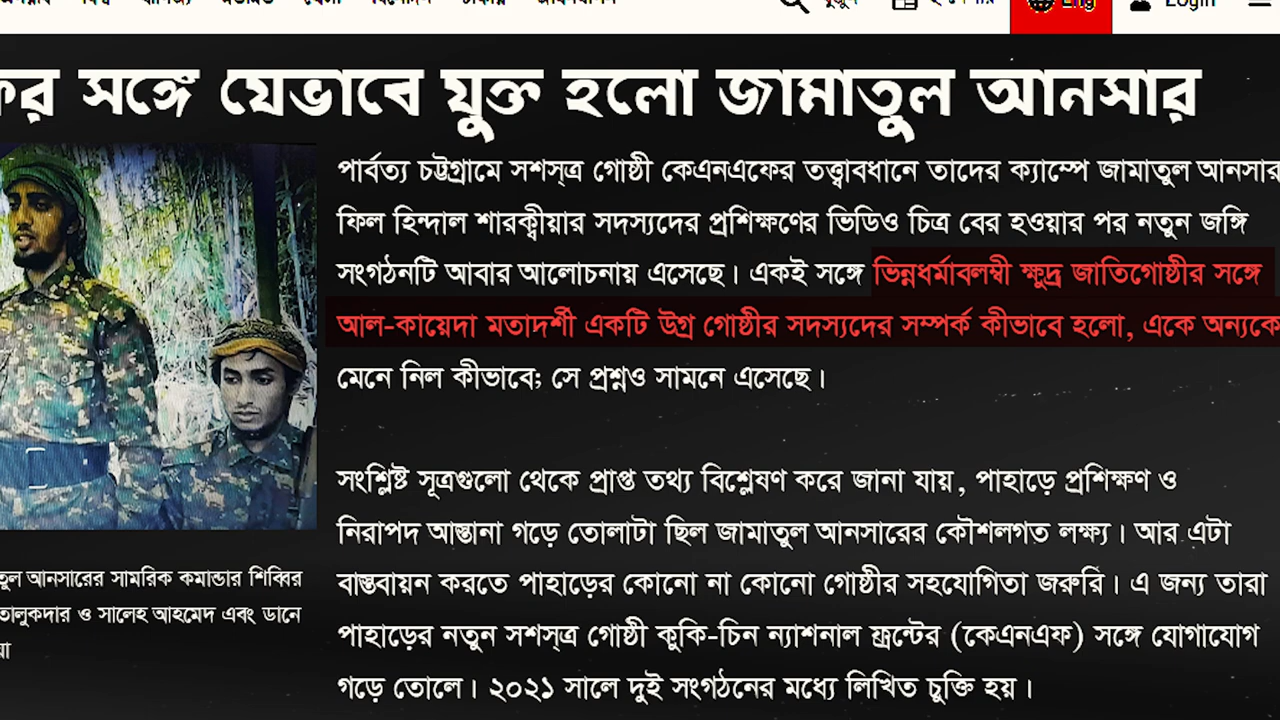 খুঁজুন Eng Login
সঙ্গে যেভাবে যুক্ত হলো জামাতুল আনসার
পার্বত্য চট্টগ্রামে সশস্ত্র গোষ্ঠী কেএনএফের তত্ত্বাবধানে তাদের ক্যাম্পে জামাতুল আনসার
ফিল হিন্দাল শারক্বীয়ার সদস্যদের প্রশিক্ষণের ভিডিও চিত্র বের হওয়ার পর নতুন জঙ্গি
সংগঠনটি আবার আলোচনায় এসেছে। একই সঙ্গে ভিন্নধর্মাবলম্বী ক্ষুদ্র জাতিগোষ্ঠীর সঙ্গে
আল-কায়েদা মতাদর্শী একটি উগ্র গোষ্ঠীর সদস্যদের সম্পর্ক কীভাবে হলো, একে অন্যকে
মেনে নিল কীভাবে; সে প্রশ্নও সামনে এসেছে।
সংশ্লিষ্ট সূত্রগুলো থেকে প্রাপ্ত তথ্য বিশ্লেষণ করে জানা যায়, পাহাড়ে প্রশিক্ষণ ও
নিরাপদ আস্তানা গড়ে তোলাটা ছিল জামাতুল আনসারের কৌশলগত লক্ষ্য। আর এটা
বাস্তবায়ন করতে পাহাড়ের কোনো না কোনো গোষ্ঠীর সহযোগিতা জরুরি। এ জন্য তারা
পাহাড়ের নতুন সশস্ত্র গোষ্ঠী কুকি-চিন ন্যাশনাল ফ্রন্টের (কেএনএফ) সঙ্গে যোগাযোগ
গড়ে তোলে। ২০২১ সালে দুই সংগঠনের মধ্যে লিখিত চুক্তি হয়।
আনসারের সামরিক কমান্ডার শিব্বির
তালুকদার ও সালেহ আহমেদ এবং ডানে